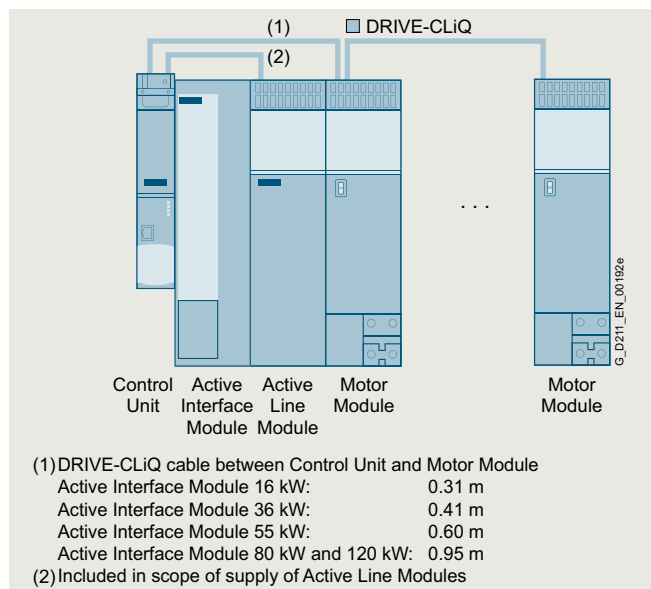 (1)
DRIVE-CLiQ
(2)
. . .
G_D211_EN_00192e
Control Unit
Active Interface Module
Active Line Module
Motor Module
Motor Module
(1) DRIVE-CLiQ cable between Control Unit and Motor Module
Active Interface Module 16 kW: 0.31 m
Active Interface Module 36 kW: 0.41 m
Active Interface Module 55 kW: 0.60 m
Active Interface Module 80 kW and 120 kW: 0.95 m
(2) Included in scope of supply of Active Line Modules